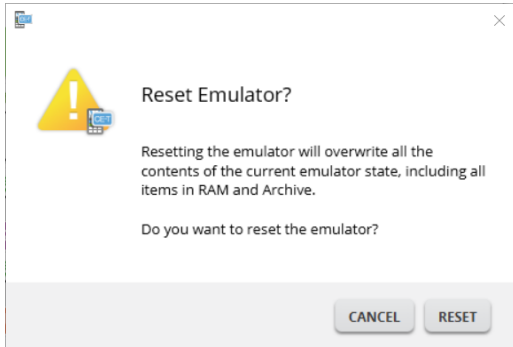 Reset Emulator?
Resetting the emulator will overwrite all the
contents of the current emulator state, including all
items in RAM and Archive.
Do you want to reset the emulator?
CANCEL
RESET